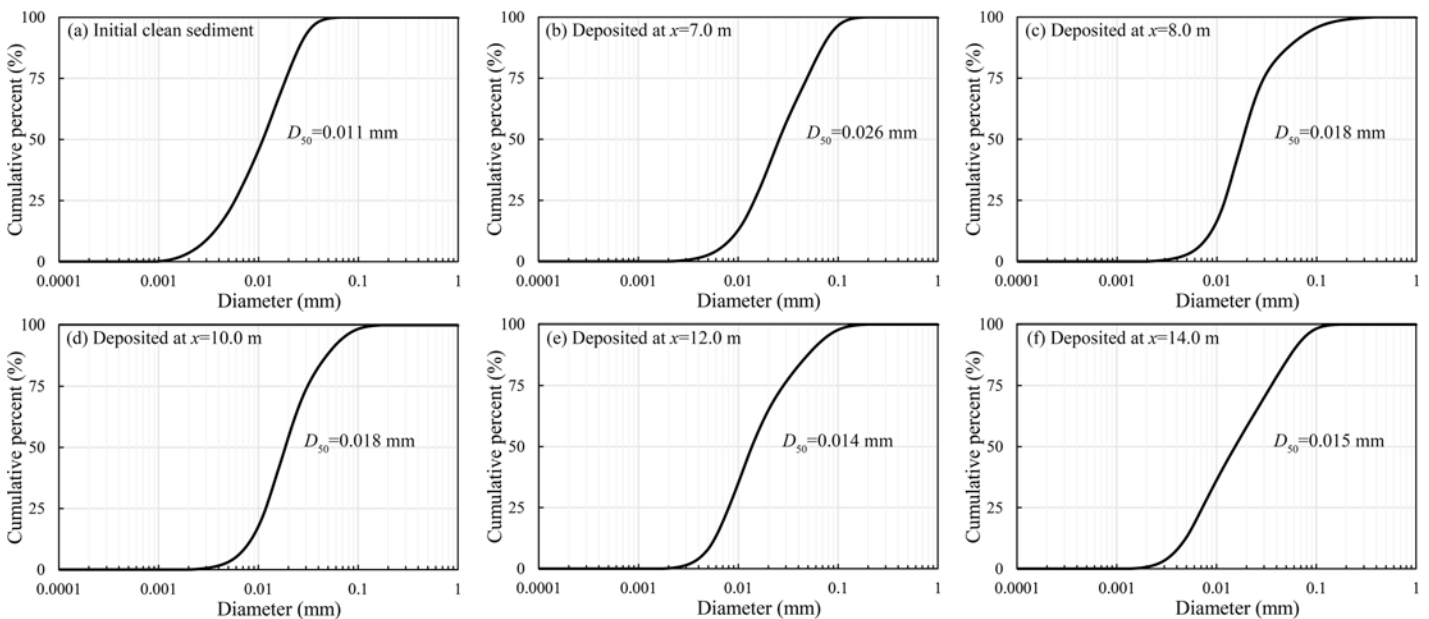 (a) Initial clean sediment
Cumulative percent (%)
100
75
50
25
0
D50=0.011 mm
0.0001 0.001 0.01 0.1 1
Diameter (mm)
(b) Deposited at x=7.0 m
Cumulative percent (%)
100
75
50
25
0
D50=0.026 mm
0.0001 0.001 0.01 0.1 1
Diameter (mm)
(c) Deposited at x=8.0 m
Cumulative percent (%)
100
75
50
25
0
D50=0.018 mm
0.0001 0.001 0.01 0.1 1
Diameter (mm)
(d) Deposited at x=10.0 m
Cumulative percent (%)
100
75
50
25
0
D50=0.018 mm
0.0001 0.001 0.01 0.1 1
Diameter (mm)
(e) Deposited at x=12.0 m
Cumulative percent (%)
100
75
50
25
0
D50=0.014 mm
0.0001 0.001 0.01 0.1 1
Diameter (mm)
(f) Deposited at x=14.0 m
Cumulative percent (%)
100
75
50
25
0
D50=0.015 mm
0.0001 0.001 0.01 0.1 1
Diameter (mm)